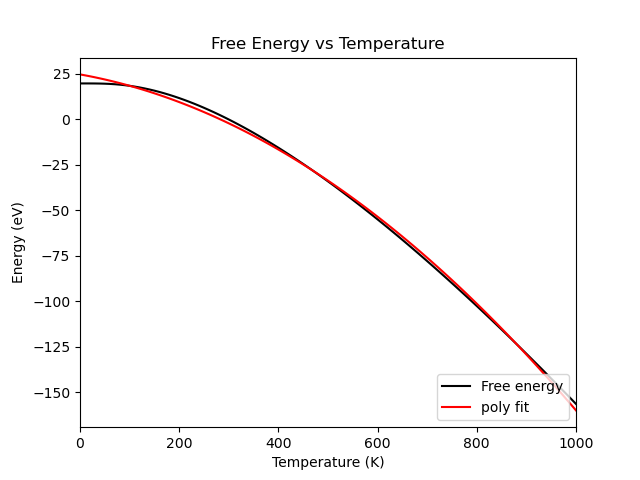 Free Energy vs Temperature
Energy (eV)
25
0
−25
−50
−75
−100
−125
−150
Free energy
poly fit
0 200 400 600 800 1000
Temperature (K)